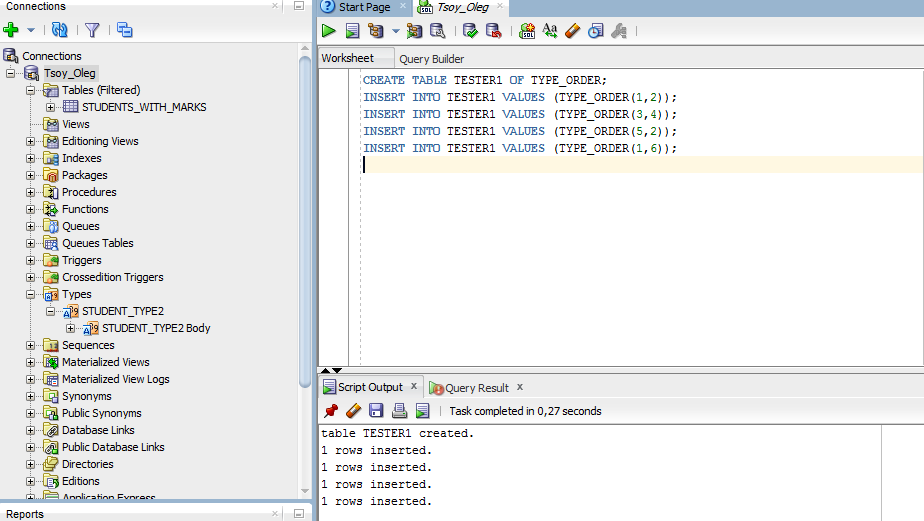 Connections
Connections
Tsoy_Oleg
Tables (Filtered)
STUDENTS_WITH_MARKS
Views
Editioning Views
Indexes
Packages
Procedures
Functions
Queues
Queues Tables
Triggers
Crossedition Triggers
Types
STUDENT_TYPE2
STUDENT_TYPE2 Body
Sequences
Materialized Views
Materialized View Logs
Synonyms
Public Synonyms
Database Links
Public Database Links
Directories
Editions
Application Express
Reports
Start Page
Tsoy_Oleg
Worksheet
Query Builder
CREATE TABLE TESTER1 OF TYPE_ORDER;
INSERT INTO TESTER1 VALUES (TYPE_ORDER(1,2));
INSERT INTO TESTER1 VALUES (TYPE_ORDER(3,4));
INSERT INTO TESTER1 VALUES (TYPE_ORDER(5,2));
INSERT INTO TESTER1 VALUES (TYPE_ORDER(1,6));
Script Output
Query Result
Task completed in 0,27 seconds
table TESTER1 created.
1 rows inserted.
1 rows inserted.
1 rows inserted.
1 rows inserted.